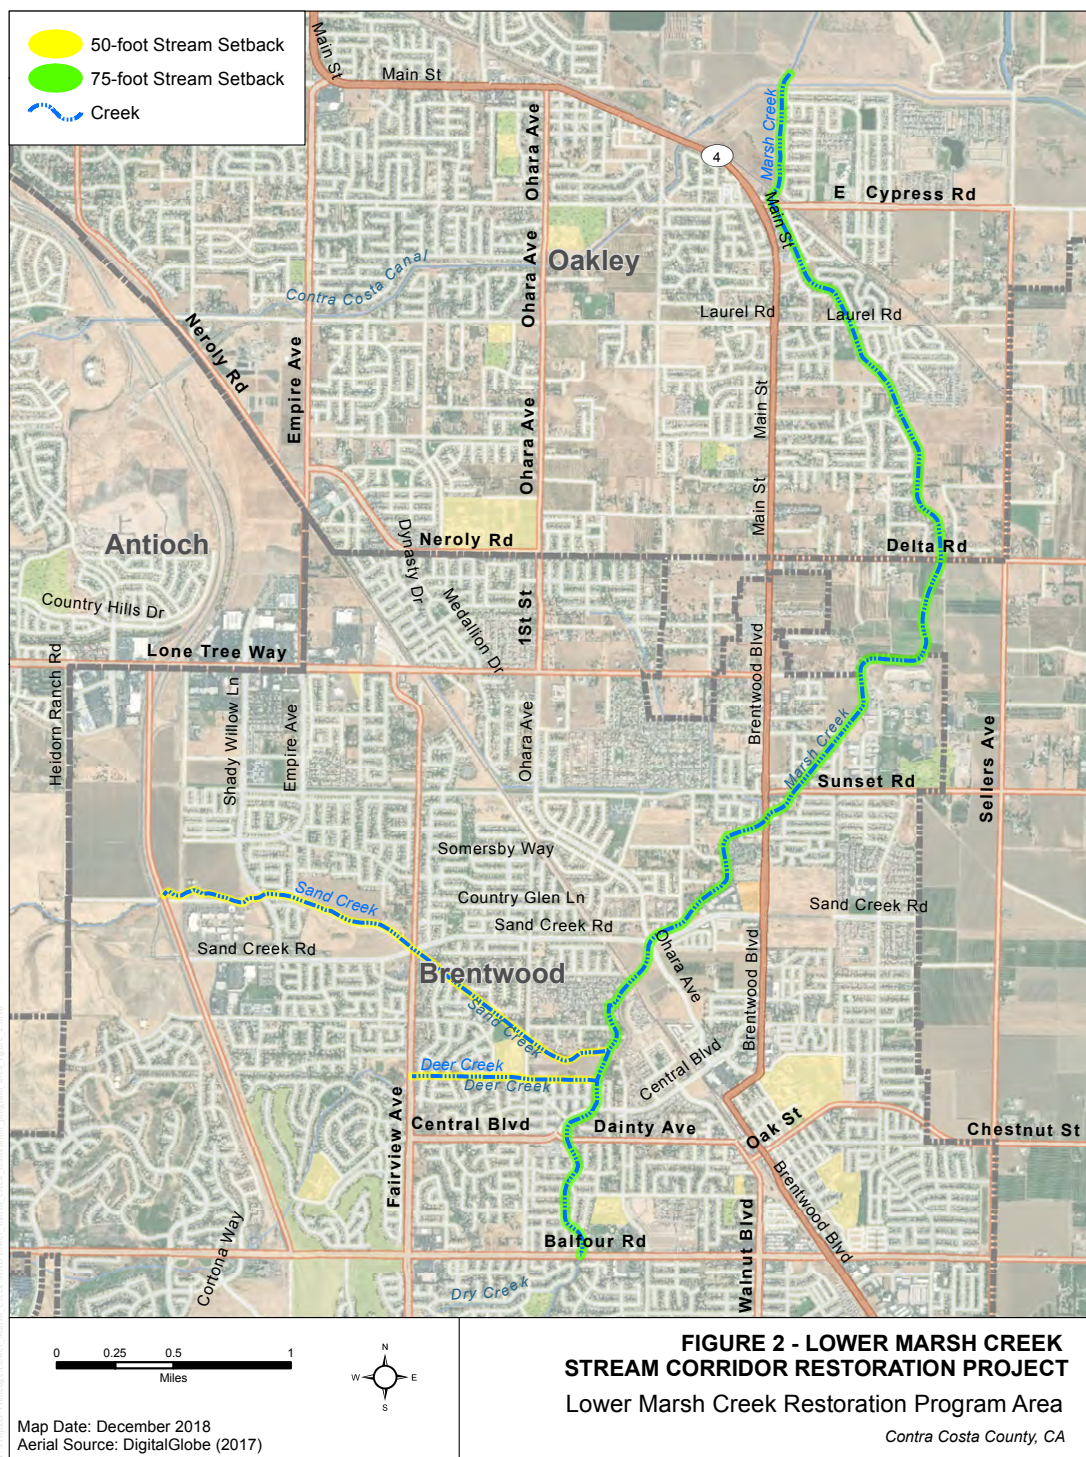 50-foot Stream Setback
75-foot Stream Setback
Creek
Main St
Main St
Ohara Ave
Marsh Creek
4
E Cypress Rd
Main St
Ohara Ave
Oakley
Contra Costa Canal
Laurel Rd
Laurel Rd
Neroly Rd
Empire Ave
Ohara Ave
Main St
Main St
Neroly Rd
Delta Rd
Antioch
Dynasty Dr
Country Hills Dr
Medallion Dr
1St St
Lone Tree Way
Heidorn Ranch Rd
Shady Willow Ln
Empire Ave
Ohara Ave
Brentwood Blvd
Marsh Creek
Sunset Rd
Sellers Ave
Somersby Way
Sand Creek
Country Glen Ln
Sand Creek Rd
Sand Creek Rd
Sand Creek Rd
Ohara Ave
Brentwood Blvd
Brentwood
Sand Creek
Deer Creek
Deer Creek
Central Blvd
Fairview Ave
Central Blvd
Dainty Ave
Oak St
Chestnut St
Brentwood Blvd
Cortona Way
Balfour Rd
Walnut Blvd
Dry Creek
0 0.25 0.5 1
Miles
N
W E
S
Map Date: December 2018
Aerial Source: DigitalGlobe (2017)
FIGURE 2 - LOWER MARSH CREEK
STREAM CORRIDOR RESTORATION PROJECT
Lower Marsh Creek Restoration Program Area
Contra Costa County, CA